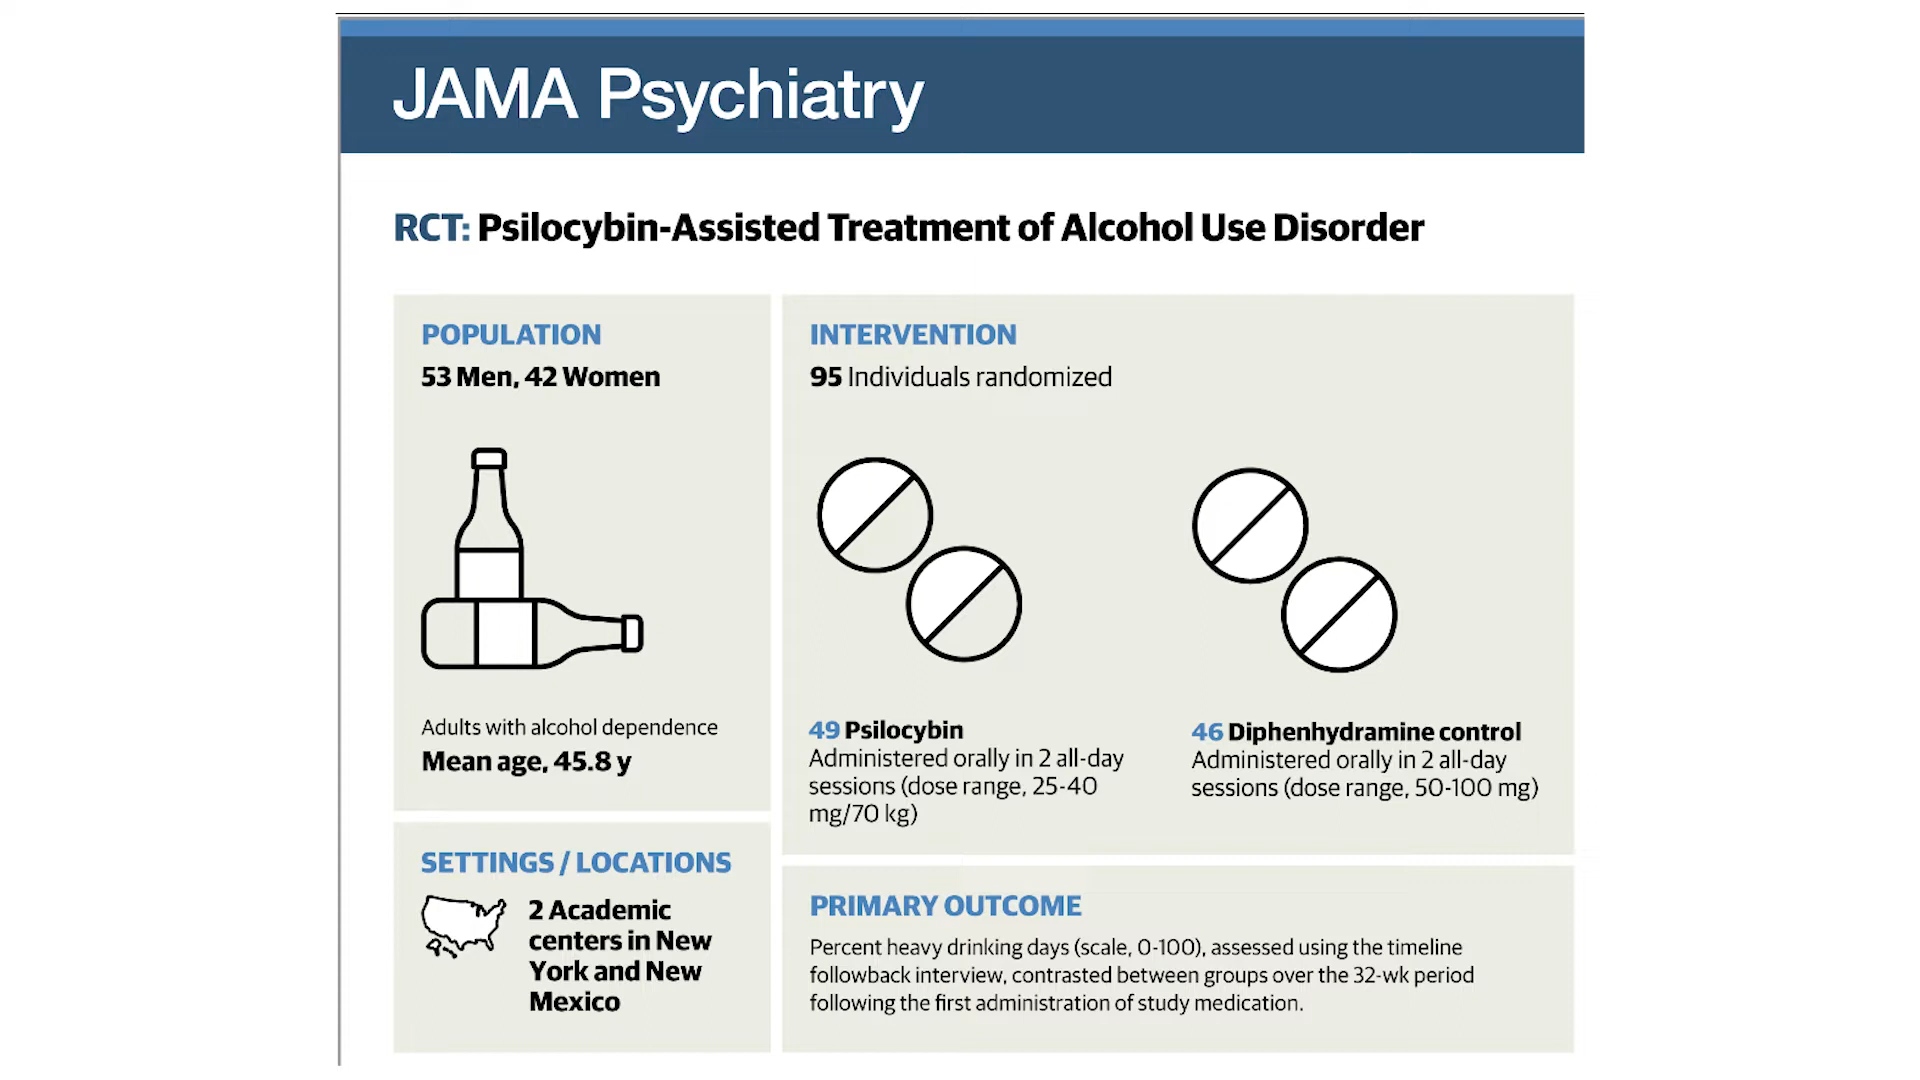 JAMA Psychiatry
RCT: Psilocybin-Assisted Treatment of Alcohol Use Disorder
POPULATION
53 Men, 42 Women
Adults with alcohol dependence
Mean age, 45.8 y
INTERVENTION
95 Individuals randomized
49 Psilocybin
Administered orally in 2 all-day
sessions (dose range, 25-40
mg/70 kg)
46 Diphenhydramine control
Administered orally in 2 all-day
sessions (dose range, 50-100 mg)
SETTINGS / LOCATIONS
2 Academic
centers in New
York and New
Mexico
PRIMARY OUTCOME
Percent heavy drinking days (scale, 0-100), assessed using the timeline
followback interview, contrasted between groups over the 32-wk period
following the first administration of study medication.